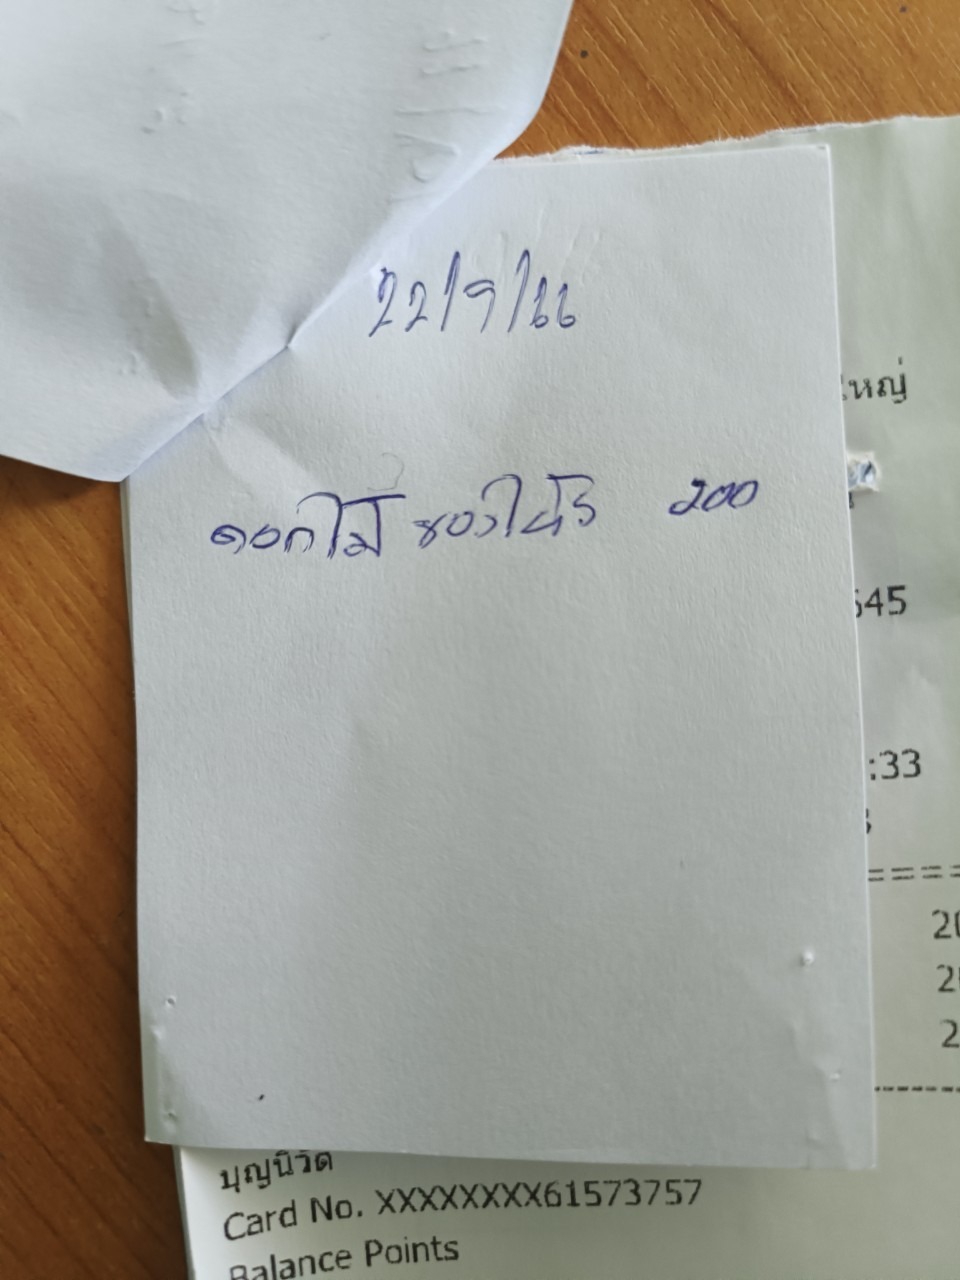 22/9/66
ดอกไม้ ของไหว้ 200
หญ่
645
:33
บุญนิวัด
Card No. XXXXXXXX61573757
Balance Points